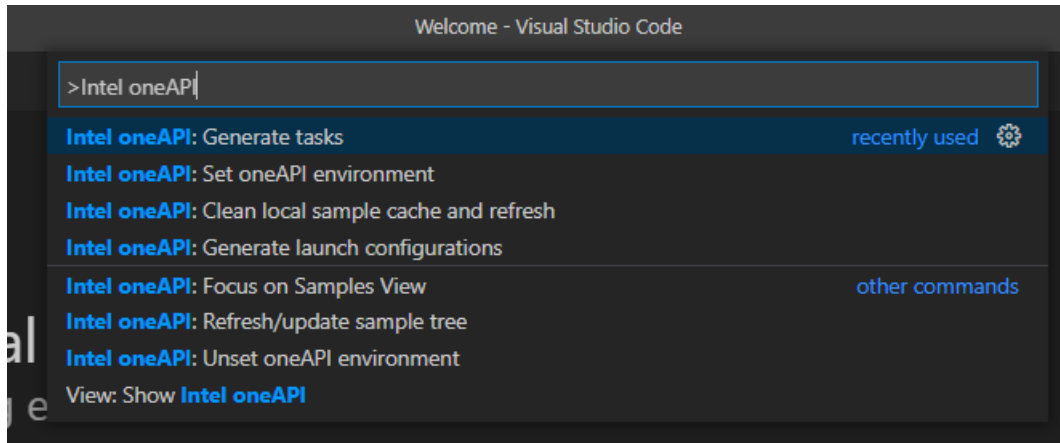 Welcome - Visual Studio Code
>Intel oneAPI
Intel oneAPI: Generate tasks recently used
Intel oneAPI: Set oneAPI environment
Intel oneAPI: Clean local sample cache and refresh
Intel oneAPI: Generate launch configurations
Intel oneAPI: Focus on Samples View other commands
Intel oneAPI: Refresh/update sample tree
al
Intel oneAPI: Unset oneAPI environment
View: Show Intel oneAPI
g e